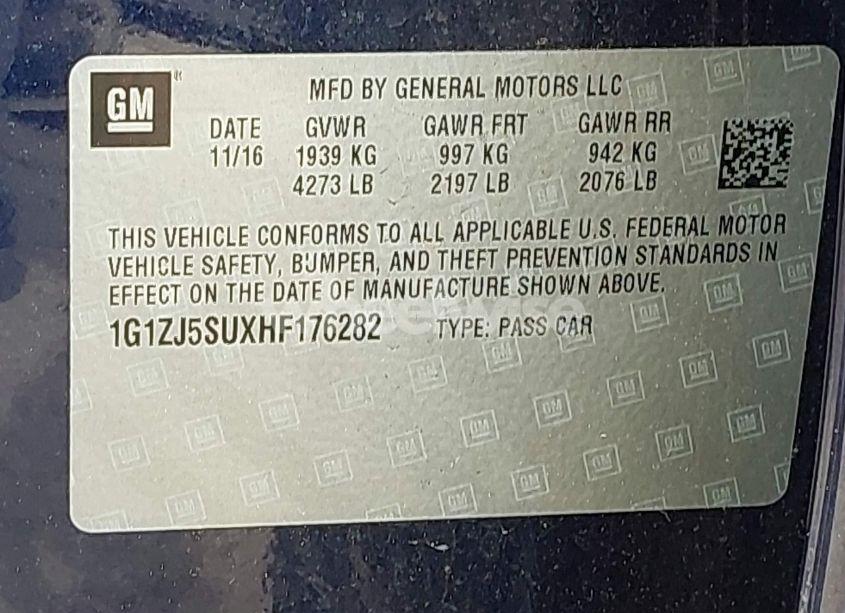 GM
MFD BY GENERAL MOTORS LLC
DATE GVWR GAWR FRT GAWR RR
11/16 1939 KG 997 KG 942 KG
4273 LB 2197 LB 2076 LB
THIS VEHICLE CONFORMS TO ALL APPLICABLE U.S. FEDERAL MOTOR
VEHICLE SAFETY, BUMPER, AND THEFT PREVENTION STANDARDS IN
EFFECT ON THE DATE OF MANUFACTURE SHOWN ABOVE.
1G1ZJ5SUXHF176282 TYPE: PASS CAR